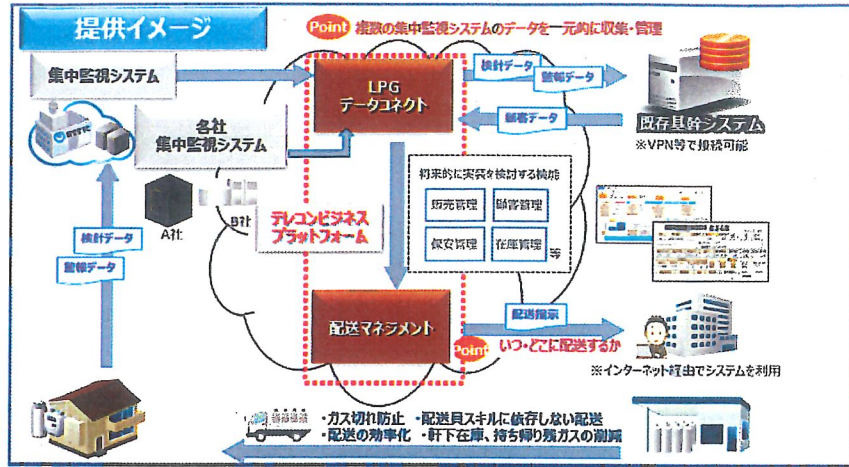 提供イメージ
Point 複数の集中監視システムのデータを一元的に収集・管理
集中監視システム
LPG
データコネクト
検針データ
警報データ
顧客データ
既存基幹システム
※VPN等で接続可能
各社
集中監視システム
A社
B社
テレコンビジネス
プラットフォーム
将来的に実装を検討する機能
販売管理
顧客管理
保安管理
在庫管理
等
検針データ
警報データ
配送マネジメント
配送指示
Point いつ・どこに配送するか
※インターネット経由でシステムを利用
・ガス切れ防止 ・配送員スキルに依存しない配送
・配送の効率化 ・軒下在庫、持ち帰り残ガスの削減